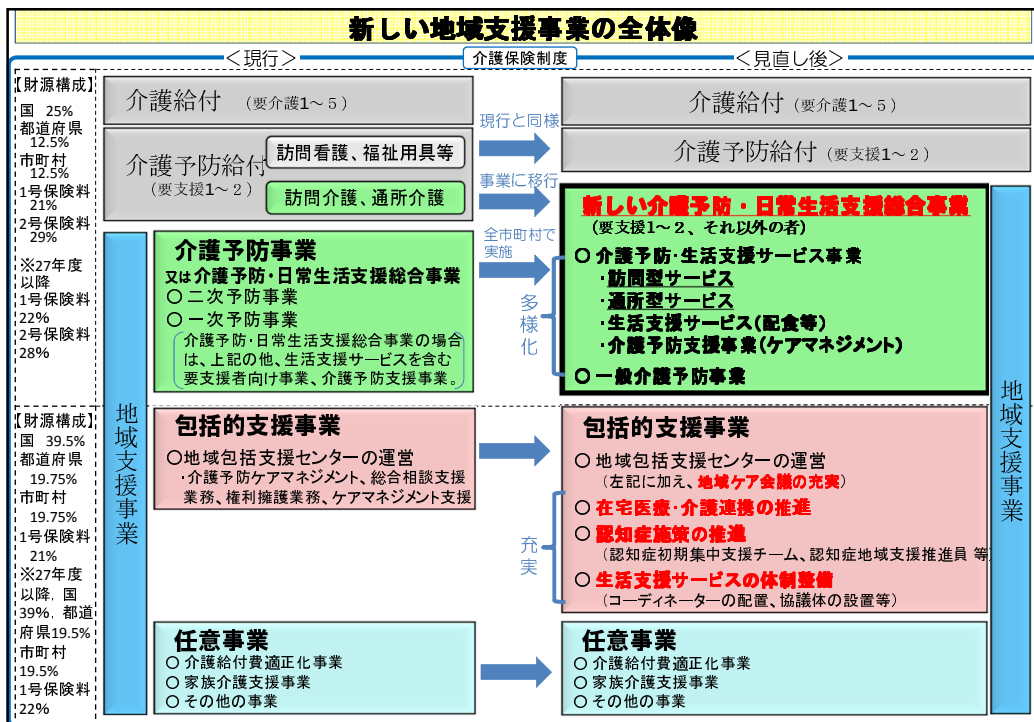 新しい地域支援事業の全体像
＜現行＞
介護保険制度
＜見直し後＞
【財源構成】
国 25%
都道府県
12.5%
市町村
12.5%
1号保険料
21%
2号保険料
29%
※27年度
以降
1号保険料
22%
2号保険料
28%
介護給付 （要介護1～5）
介護予防給付
（要支援1～2）
訪問看護、福祉用具等
訪問介護、通所介護
現行と同様
事業に移行
全市町村で
実施
多様化
介護給付（要介護1～5）
介護予防給付（要支援1～2）
介護予防事業
又は介護予防・日常生活支援総合事業
○ 二次予防事業
○ 一次予防事業
介護予防・日常生活支援総合事業の場合
は、上記の他、生活支援サービスを含む
要支援者向け事業、介護予防支援事業。
新しい介護予防・日常生活支援総合事業
（要支援1～2、それ以外の者）
○ 介護予防・生活支援サービス事業
・訪問型サービス
・通所型サービス
・生活支援サービス（配食等）
・介護予防支援事業（ケアマネジメント）
○ 一般介護予防事業
地域支援事業
地域支援事業
【財源構成】
国 39.5%
都道府県
19.75%
市町村
19.75%
1号保険料
21%
※27年度
以降, 国
39%, 都道
府県19.5%
市町村
19.5%
1号保険料
22%
包括的支援事業
○地域包括支援センターの運営
・介護予防ケアマネジメント、総合相談支援
業務、権利擁護業務、ケアマネジメント支援
充実
包括的支援事業
○ 地域包括支援センターの運営
（左記に加え、地域ケア会議の充実）
○ 在宅医療・介護連携の推進
○ 認知症施策の推進
（認知症初期集中支援チーム、認知症地域支援推進員 等）
○ 生活支援サービスの体制整備
（コーディネーターの配置、協議体の設置等）
任意事業
○ 介護給付費適正化事業
○ 家族介護支援事業
○ その他の事業
任意事業
○ 介護給付費適正化事業
○ 家族介護支援事業
○ その他の事業